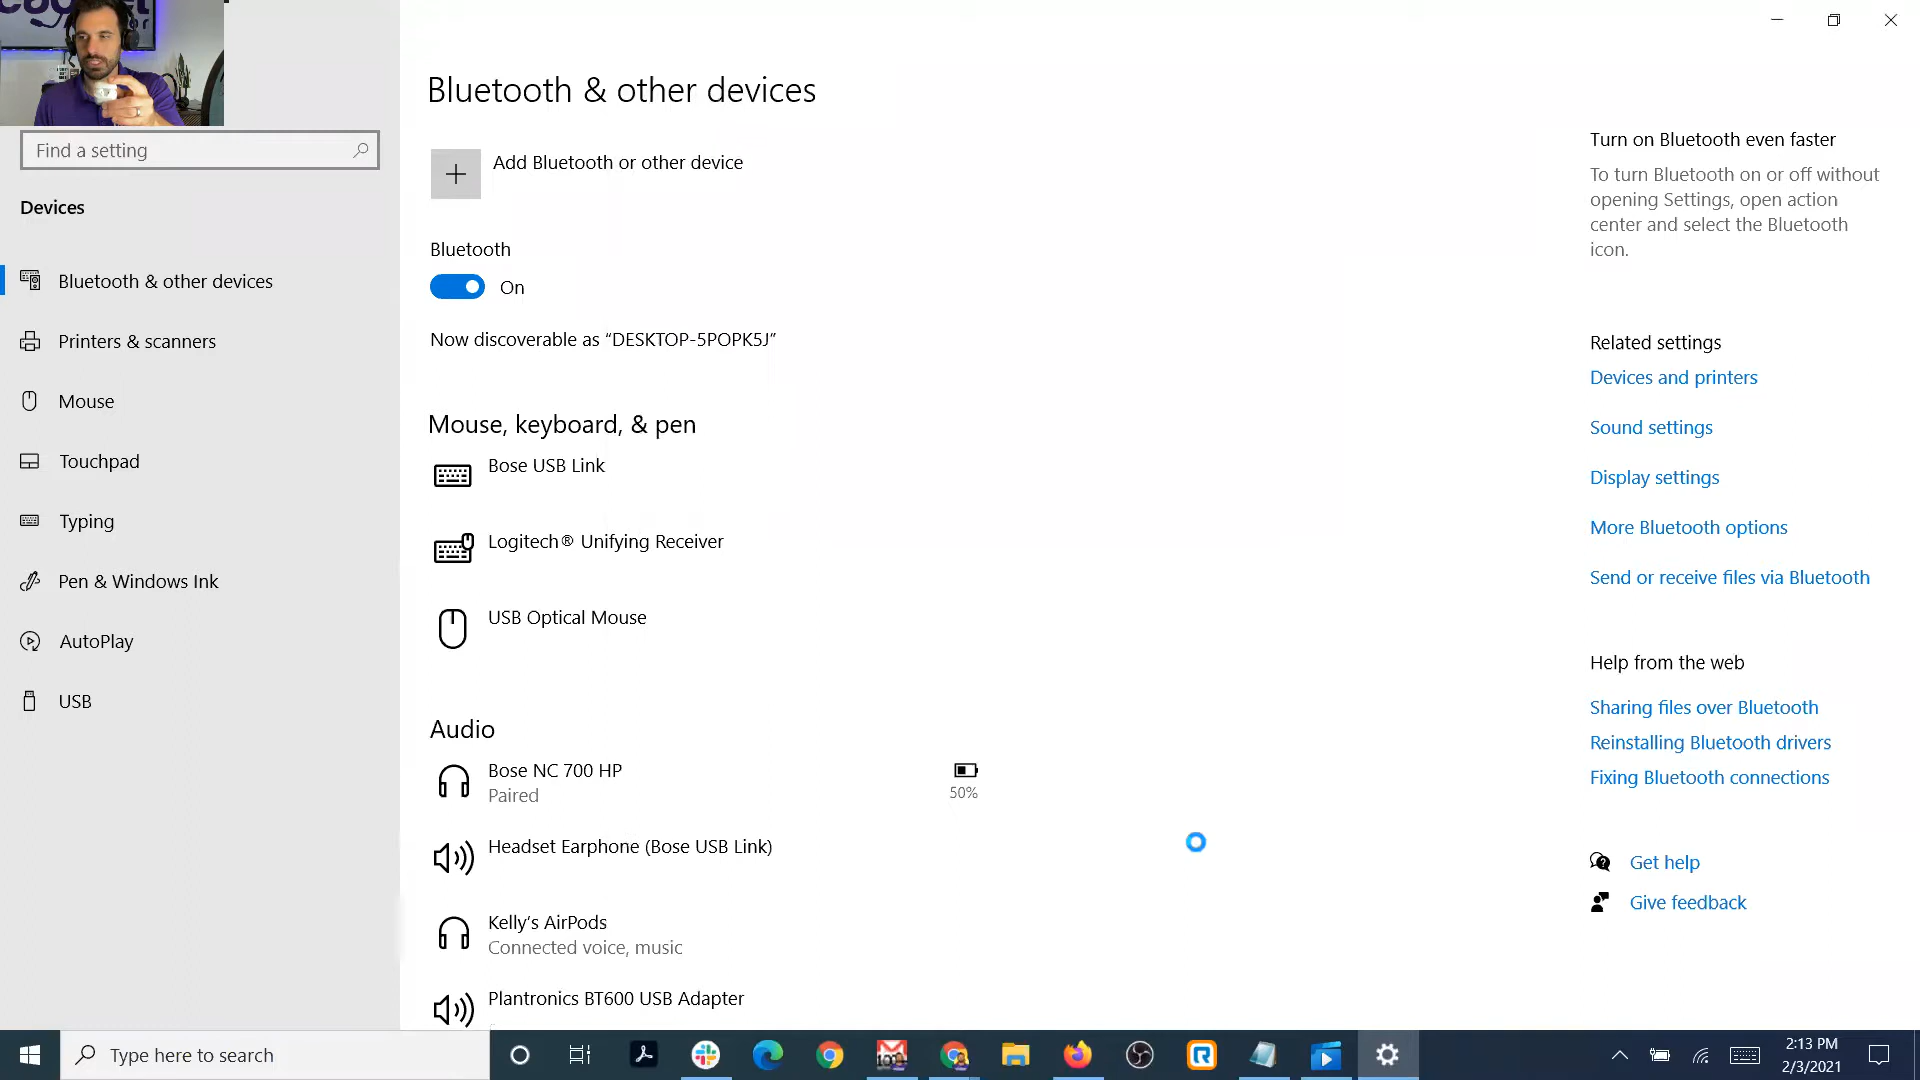 Find a setting
Devices
Bluetooth & other devices
Printers & scanners
Mouse
Touchpad
Typing
Pen & Windows Ink
AutoPlay
USB
Bluetooth & other devices
Add Bluetooth or other device
Bluetooth
On
Now discoverable as “DESKTOP-5POPK5J”
Mouse, keyboard, & pen
Bose USB Link
Logitech® Unifying Receiver
USB Optical Mouse
Audio
Bose NC 700 HP
Paired
50%
Headset Earphone (Bose USB Link)
Kelly’s AirPods
Connected voice, music
Plantronics BT600 USB Adapter
Turn on Bluetooth even faster
To turn Bluetooth on or off without
opening Settings, open action
center and select the Bluetooth
icon.
Related settings
Devices and printers
Sound settings
Display settings
More Bluetooth options
Send or receive files via Bluetooth
Help from the web
Sharing files over Bluetooth
Reinstalling Bluetooth drivers
Fixing Bluetooth connections
Get help
Give feedback
Type here to search
2:13 PM
2/3/2021